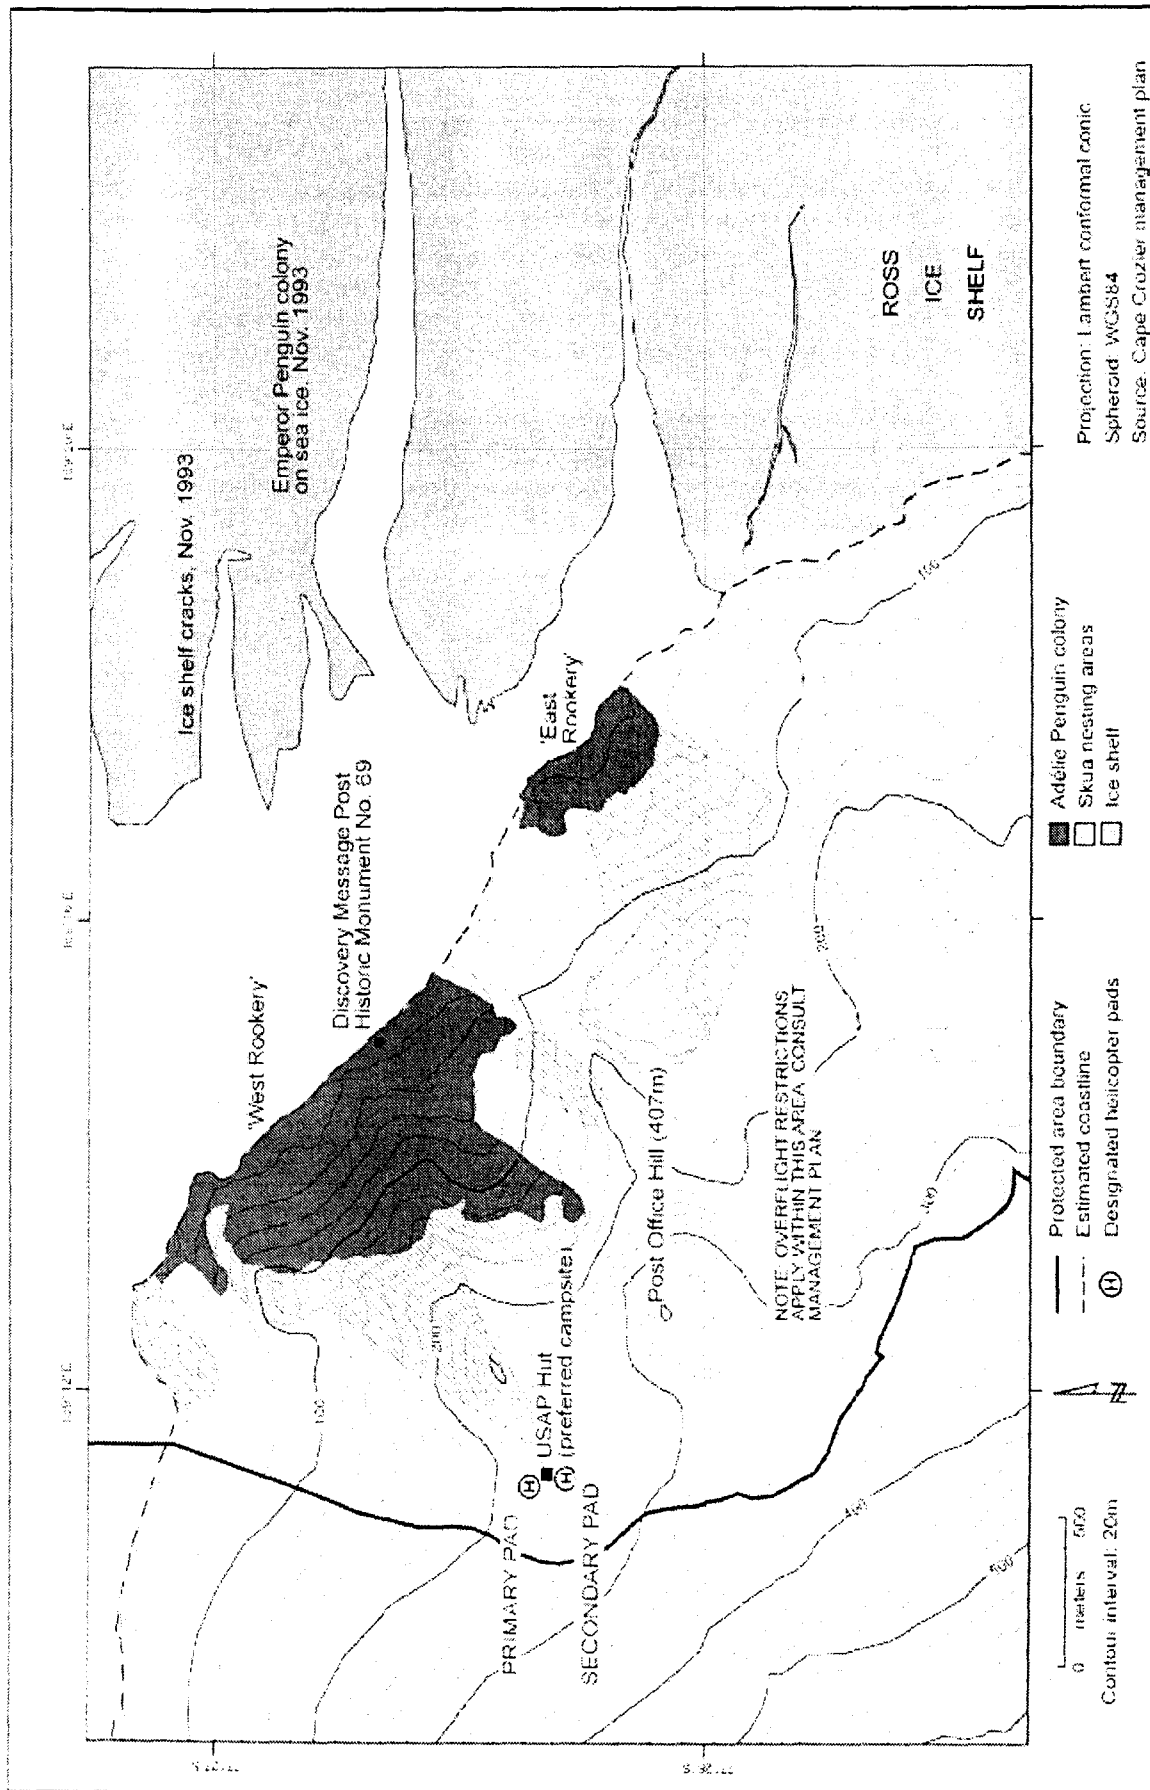 Ice shelf cracks, Nov. 1993
Emperor Penguin colony
on sea ice. Nov. 1993
'West Rookery'
Discovery Message Post
Historic Monument No. 69
'East
Rookery'
ROSS
ICE
SHELF
PRIMARY PAD
H
USAP Hut
H (preferred campsite)
SECONDARY PAD
Post Office Hill (407m)
NOTE: OVERFLIGHT RESTRICTIONS
APPLY WITHIN THIS AREA CONSULT
MANAGEMENT PLAN
100
200
100
200
400
0 meters 500
Contour interval: 20m
N
Protected area boundary
Estimated coastline
H Designated helicopter pads
Adélie Penguin colony
Skua nesting areas
Ice shelf
Projection: Lambert conformal conic
Spheroid: WGS84
Source: Cape Crozier management plan